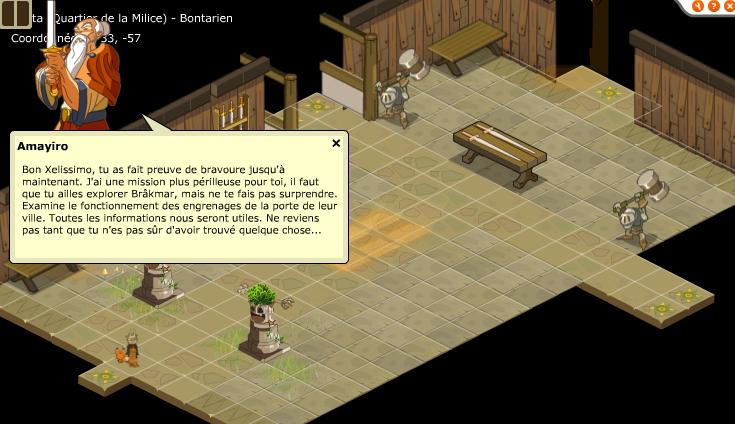 (Quartier de la Milice) - Bontarien
Coordonnées 33, -57
Amayiro
Bon Xelissimo, tu as fait preuve de bravoure jusqu'à
maintenant. J'ai une mission plus périlleuse pour toi, il faut
que tu ailles explorer Brâkmar, mais ne te fais pas surprendre.
Examine le fonctionnement des engrenages de la porte de leur
ville. Toutes les informations nous seront utiles. Ne reviens
pas tant que tu n'es pas sûr d'avoir trouvé quelque chose...